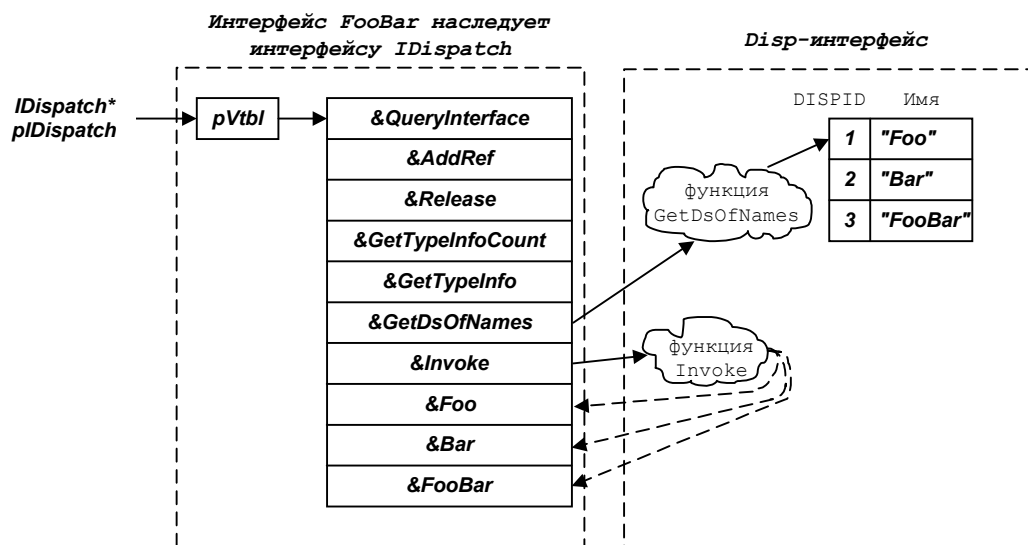 Интерфейс FooBar наследует
интерфейсу IDispatch
Disp-интерфейс
IDispatch*
pIDispatch
pVtbl
&QueryInterface
&AddRef
&Release
&GetTypeInfoCount
&GetTypeInfo
&GetDsOfNames
&Invoke
&Foo
&Bar
&FooBar
DISPID Имя
1 "Foo"
2 "Bar"
3 "FooBar"
функция
GetDsOfNames
функция
Invoke